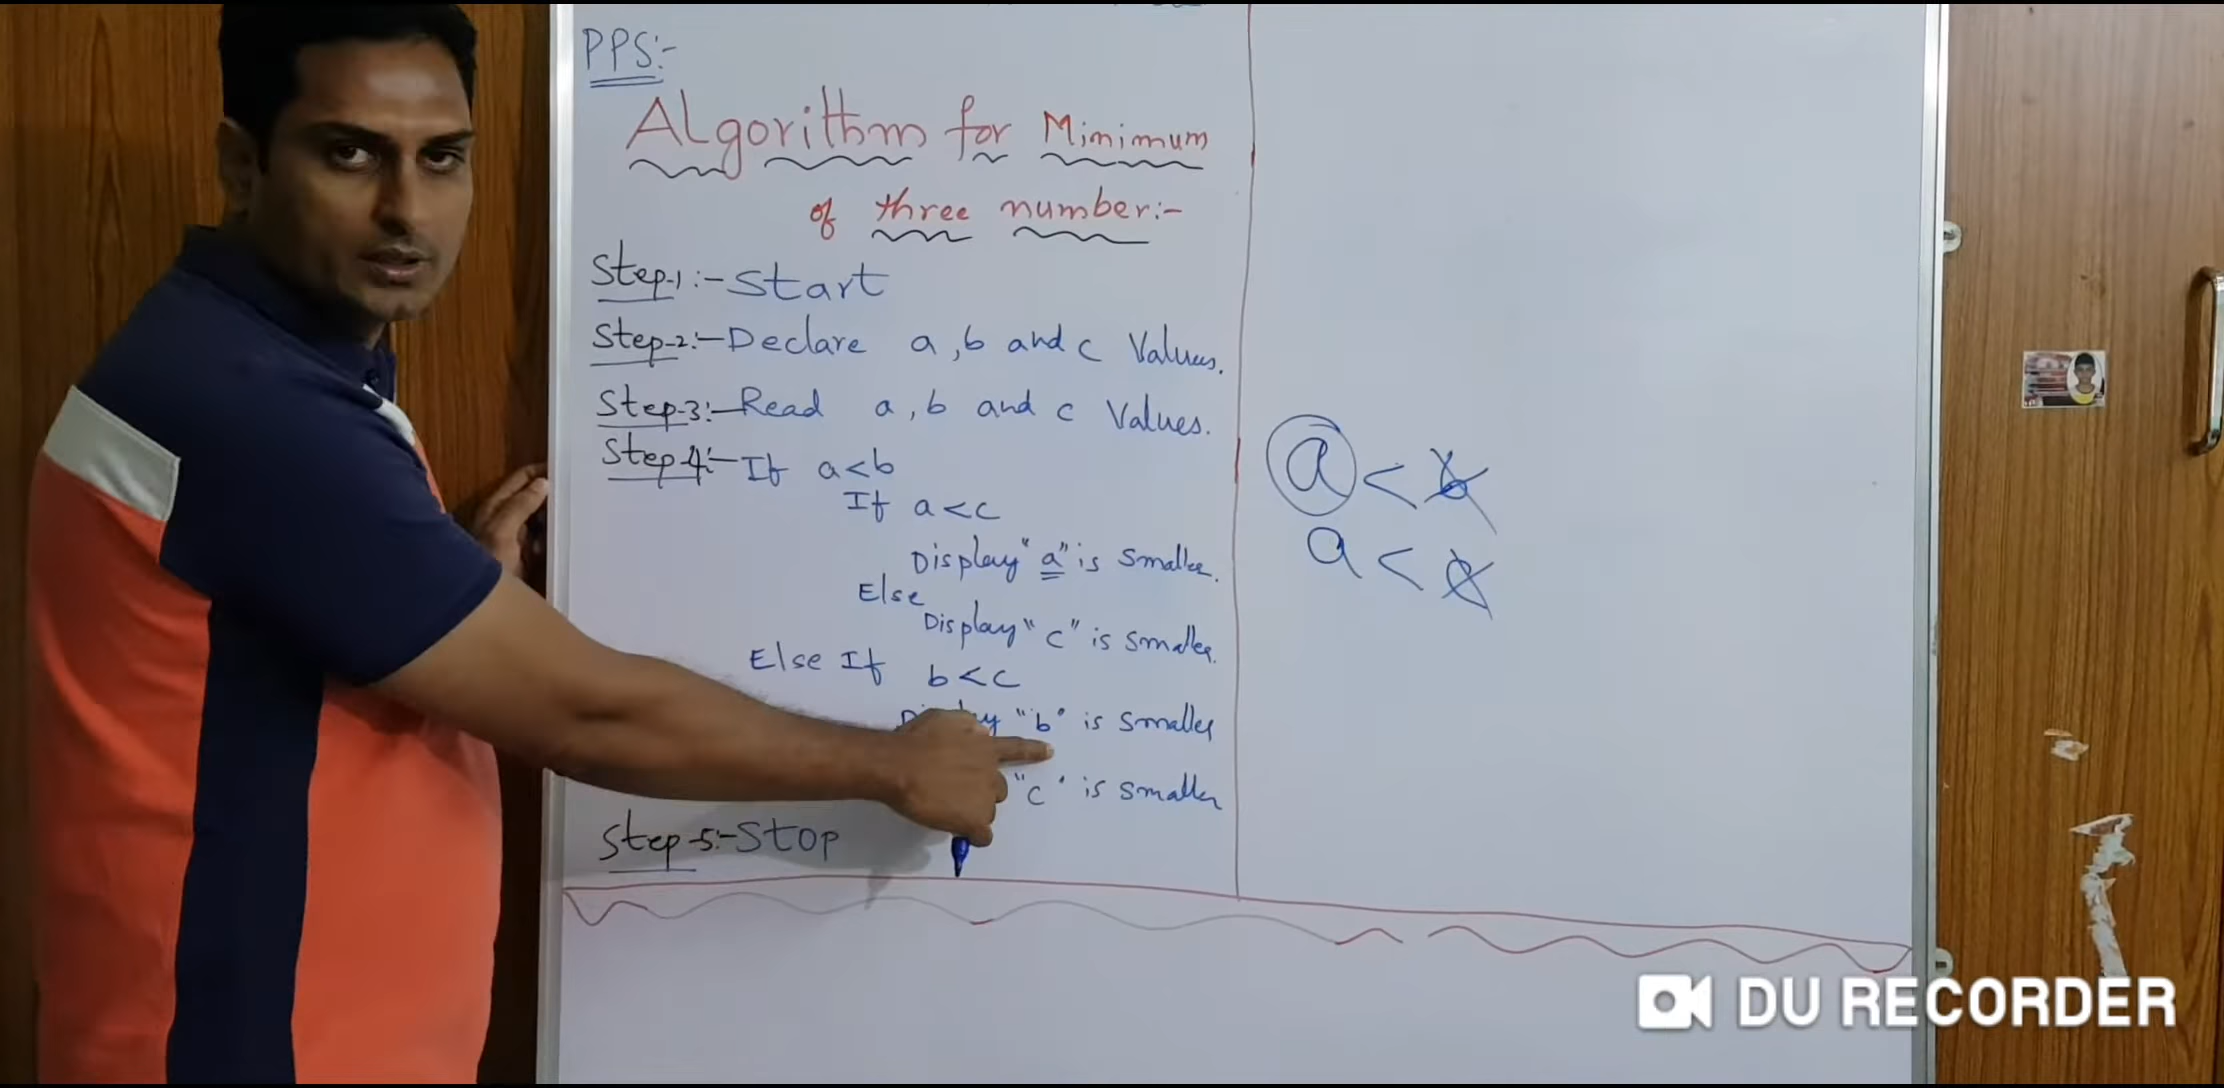 PPS:-
ALgorithm for Minimum
of three number:-
Step-1:- Start
Step-2:- Declare a, b and c Values.
Step-3:- Read a, b and c Values.
Step 4:- If a<b
If a<c
Display "a" is smaller.
Else
Display "c" is smaller.
Else If b<c
"b" is smaller
"c" is smaller
Step-5:- Stop
a < b
a < c
DU RECORDER